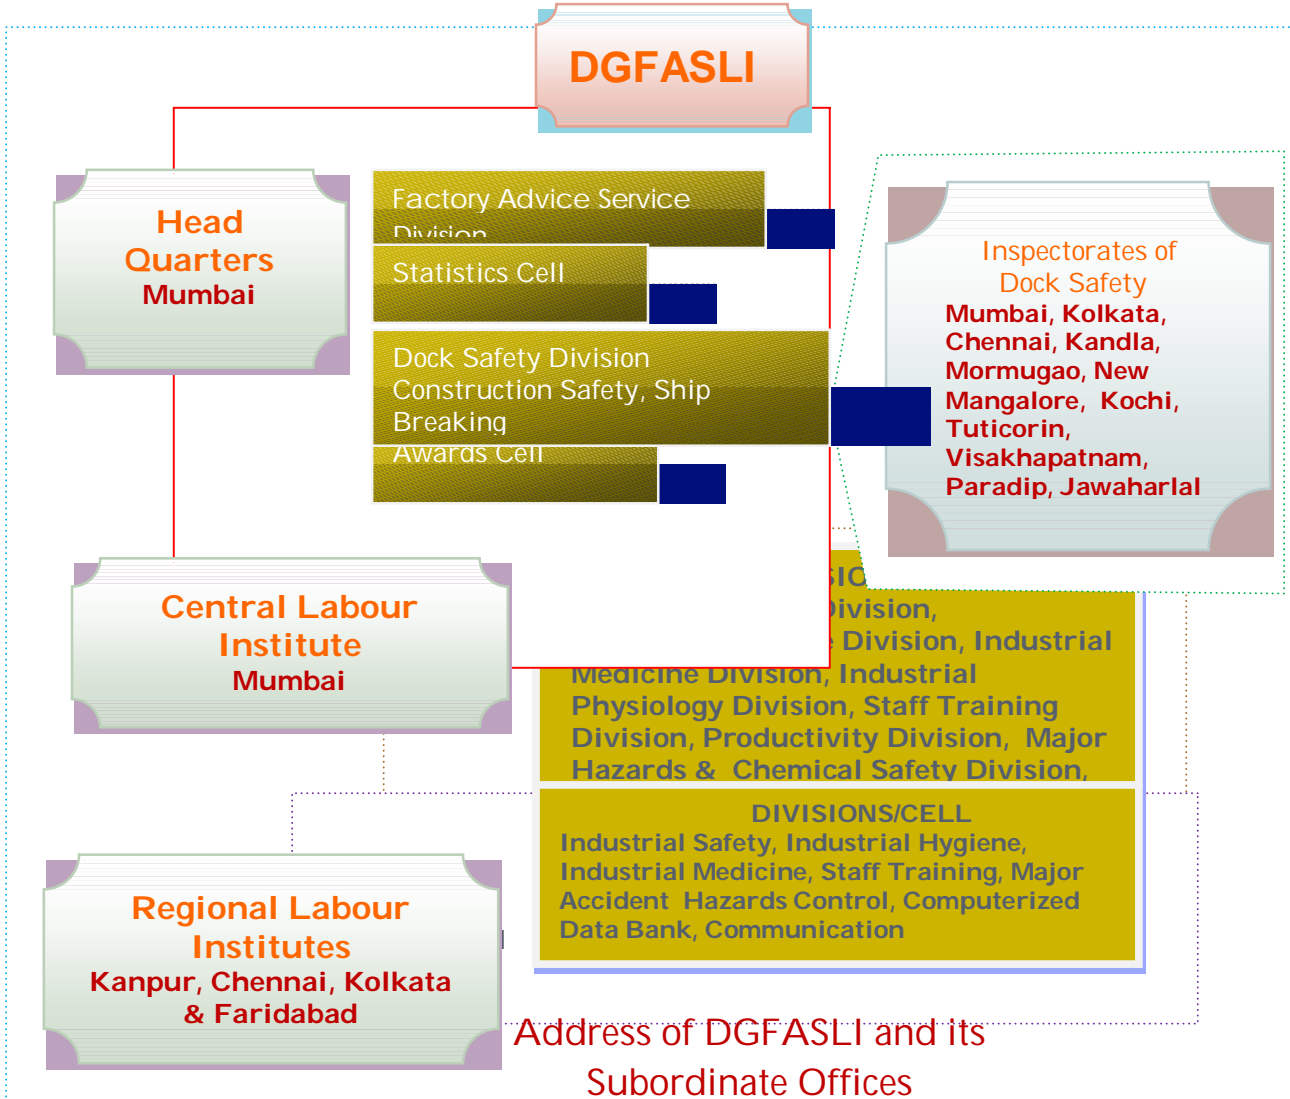 DGFASLI
Head
Quarters
Mumbai
Factory Advice Service
Division
Statistics Cell
Dock Safety Division
Construction Safety, Ship
Breaking
Awards Cell
Inspectorates of
Dock Safety
Mumbai, Kolkata,
Chennai, Kandla,
Mormugao, New
Mangalore, Kochi,
Tuticorin,
Visakhapatnam,
Paradip, Jawaharlal
Central Labour
Institute
Mumbai
Division,
Division, Industrial
Medicine Division, Industrial
Physiology Division, Staff Training
Division, Productivity Division, Major
Hazards & Chemical Safety Division,
DIVISIONS/CELL
Industrial Safety, Industrial Hygiene,
Industrial Medicine, Staff Training, Major
Accident Hazards Control, Computerized
Data Bank, Communication
Regional Labour
Institutes
Kanpur, Chennai, Kolkata
& Faridabad
Address of DGFASLI and its
Subordinate Offices